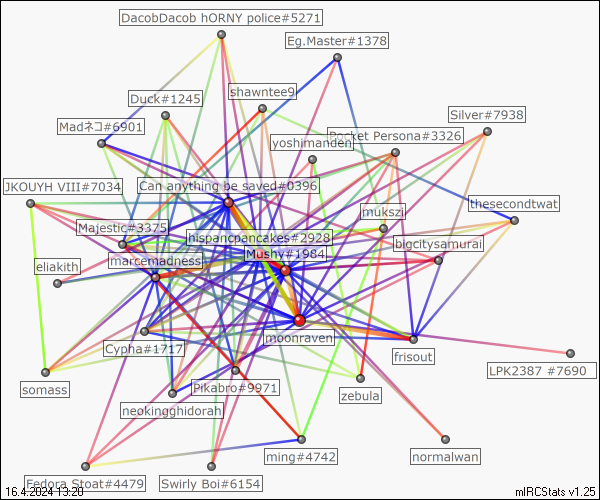 DacobDacob hORNY police#5271
Eg.Master#1378
Duck#1245
shawntee9
Silver#7938
Madネコ#6901
yoshimanden
Pocket Persona#3326
JKOUYH VIII#7034
Can anything be saved#0396
thesecondtwat
mukszi
Majestic#3375
hispancpancakes#2928
bigcitysamurai
Mushy#1984
eliakith
marcemadness
moonraven
Cypha#1717
frisout
LPK2387 #7690
somass
Pikabro#9971
zebula
neokingghidorah
ming#4742
normalwan
Fedora Stoat#4479
Swirly Boi#6154
16.4.2024 13:20
mIRCStats v1.25